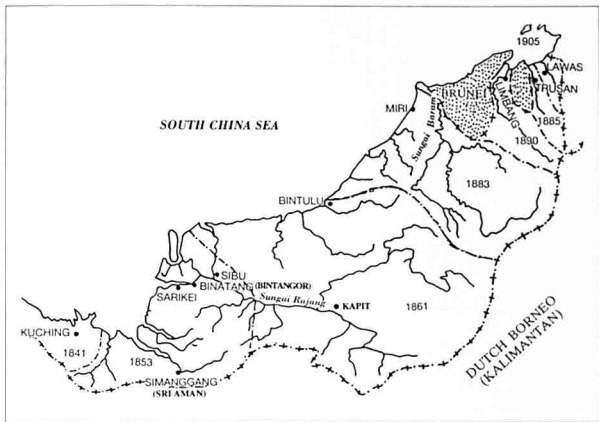 1905
LAWAS
BRUNEI
LIMBANG
TRUSAN
MIRI
SOUTH CHINA SEA
Sungai Baram
1885
1890
1883
BINTULU
SIBU
BINATANG (BINTANGOR)
SARIKEI
Sungai Rajang
KAPIT
1861
KUCHING
1841
1853
SIMANGGANG
(SRI AMAN)
DUTCH BORNEO
(KALIMANTAN)